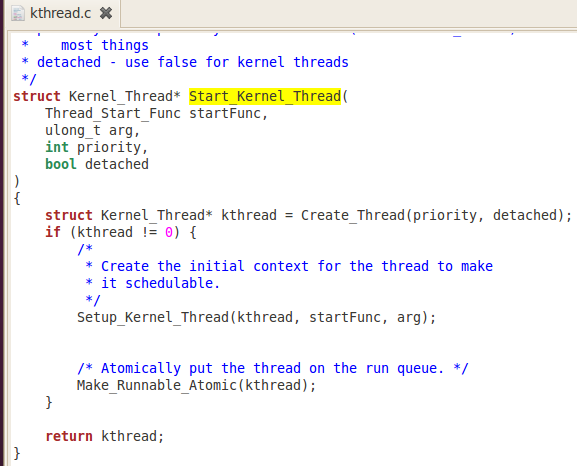 kthread.c
* most things
* detached - use false for kernel threads
*/
struct Kernel_Thread* Start_Kernel_Thread(
    Thread_Start_Func startFunc,
    ulong_t arg,
    int priority,
    bool detached
)
{
    struct Kernel_Thread* kthread = Create_Thread(priority, detached);
    if (kthread != 0) {
        /*
         * Create the initial context for the thread to make
         * it schedulable.
         */
        Setup_Kernel_Thread(kthread, startFunc, arg);
        /* Atomically put the thread on the run queue. */
        Make_Runnable_Atomic(kthread);
    }
    return kthread;
}